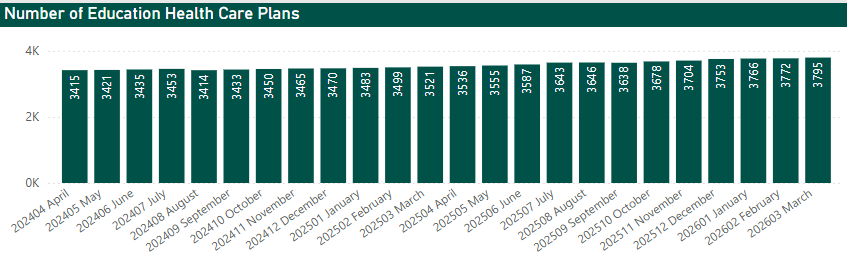 Number of Education Health Care Plans
4K
2K
0K
3415
3421
3435
3453
3414
3433
3450
3465
3470
3483
3499
3521
3536
3555
3587
3643
3646
3638
3678
3704
3753
3766
3772
3795
202404 April
202405 May
202406 June
202407 July
202408 August
202409 September
202410 October
202411 November
202412 December
202501 January
202502 February
202503 March
202504 April
202505 May
202506 June
202507 July
202508 August
202509 September
202510 October
202511 November
202512 December
202601 January
202602 February
202603 March